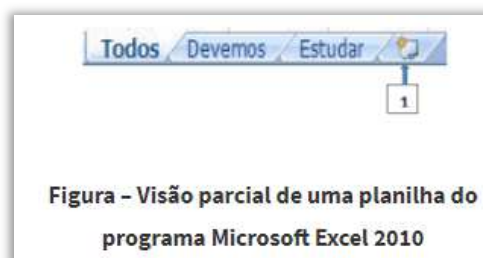 Todos Devemos Estudar
1
Figura – Visão parcial de uma planilha do
programa Microsoft Excel 2010